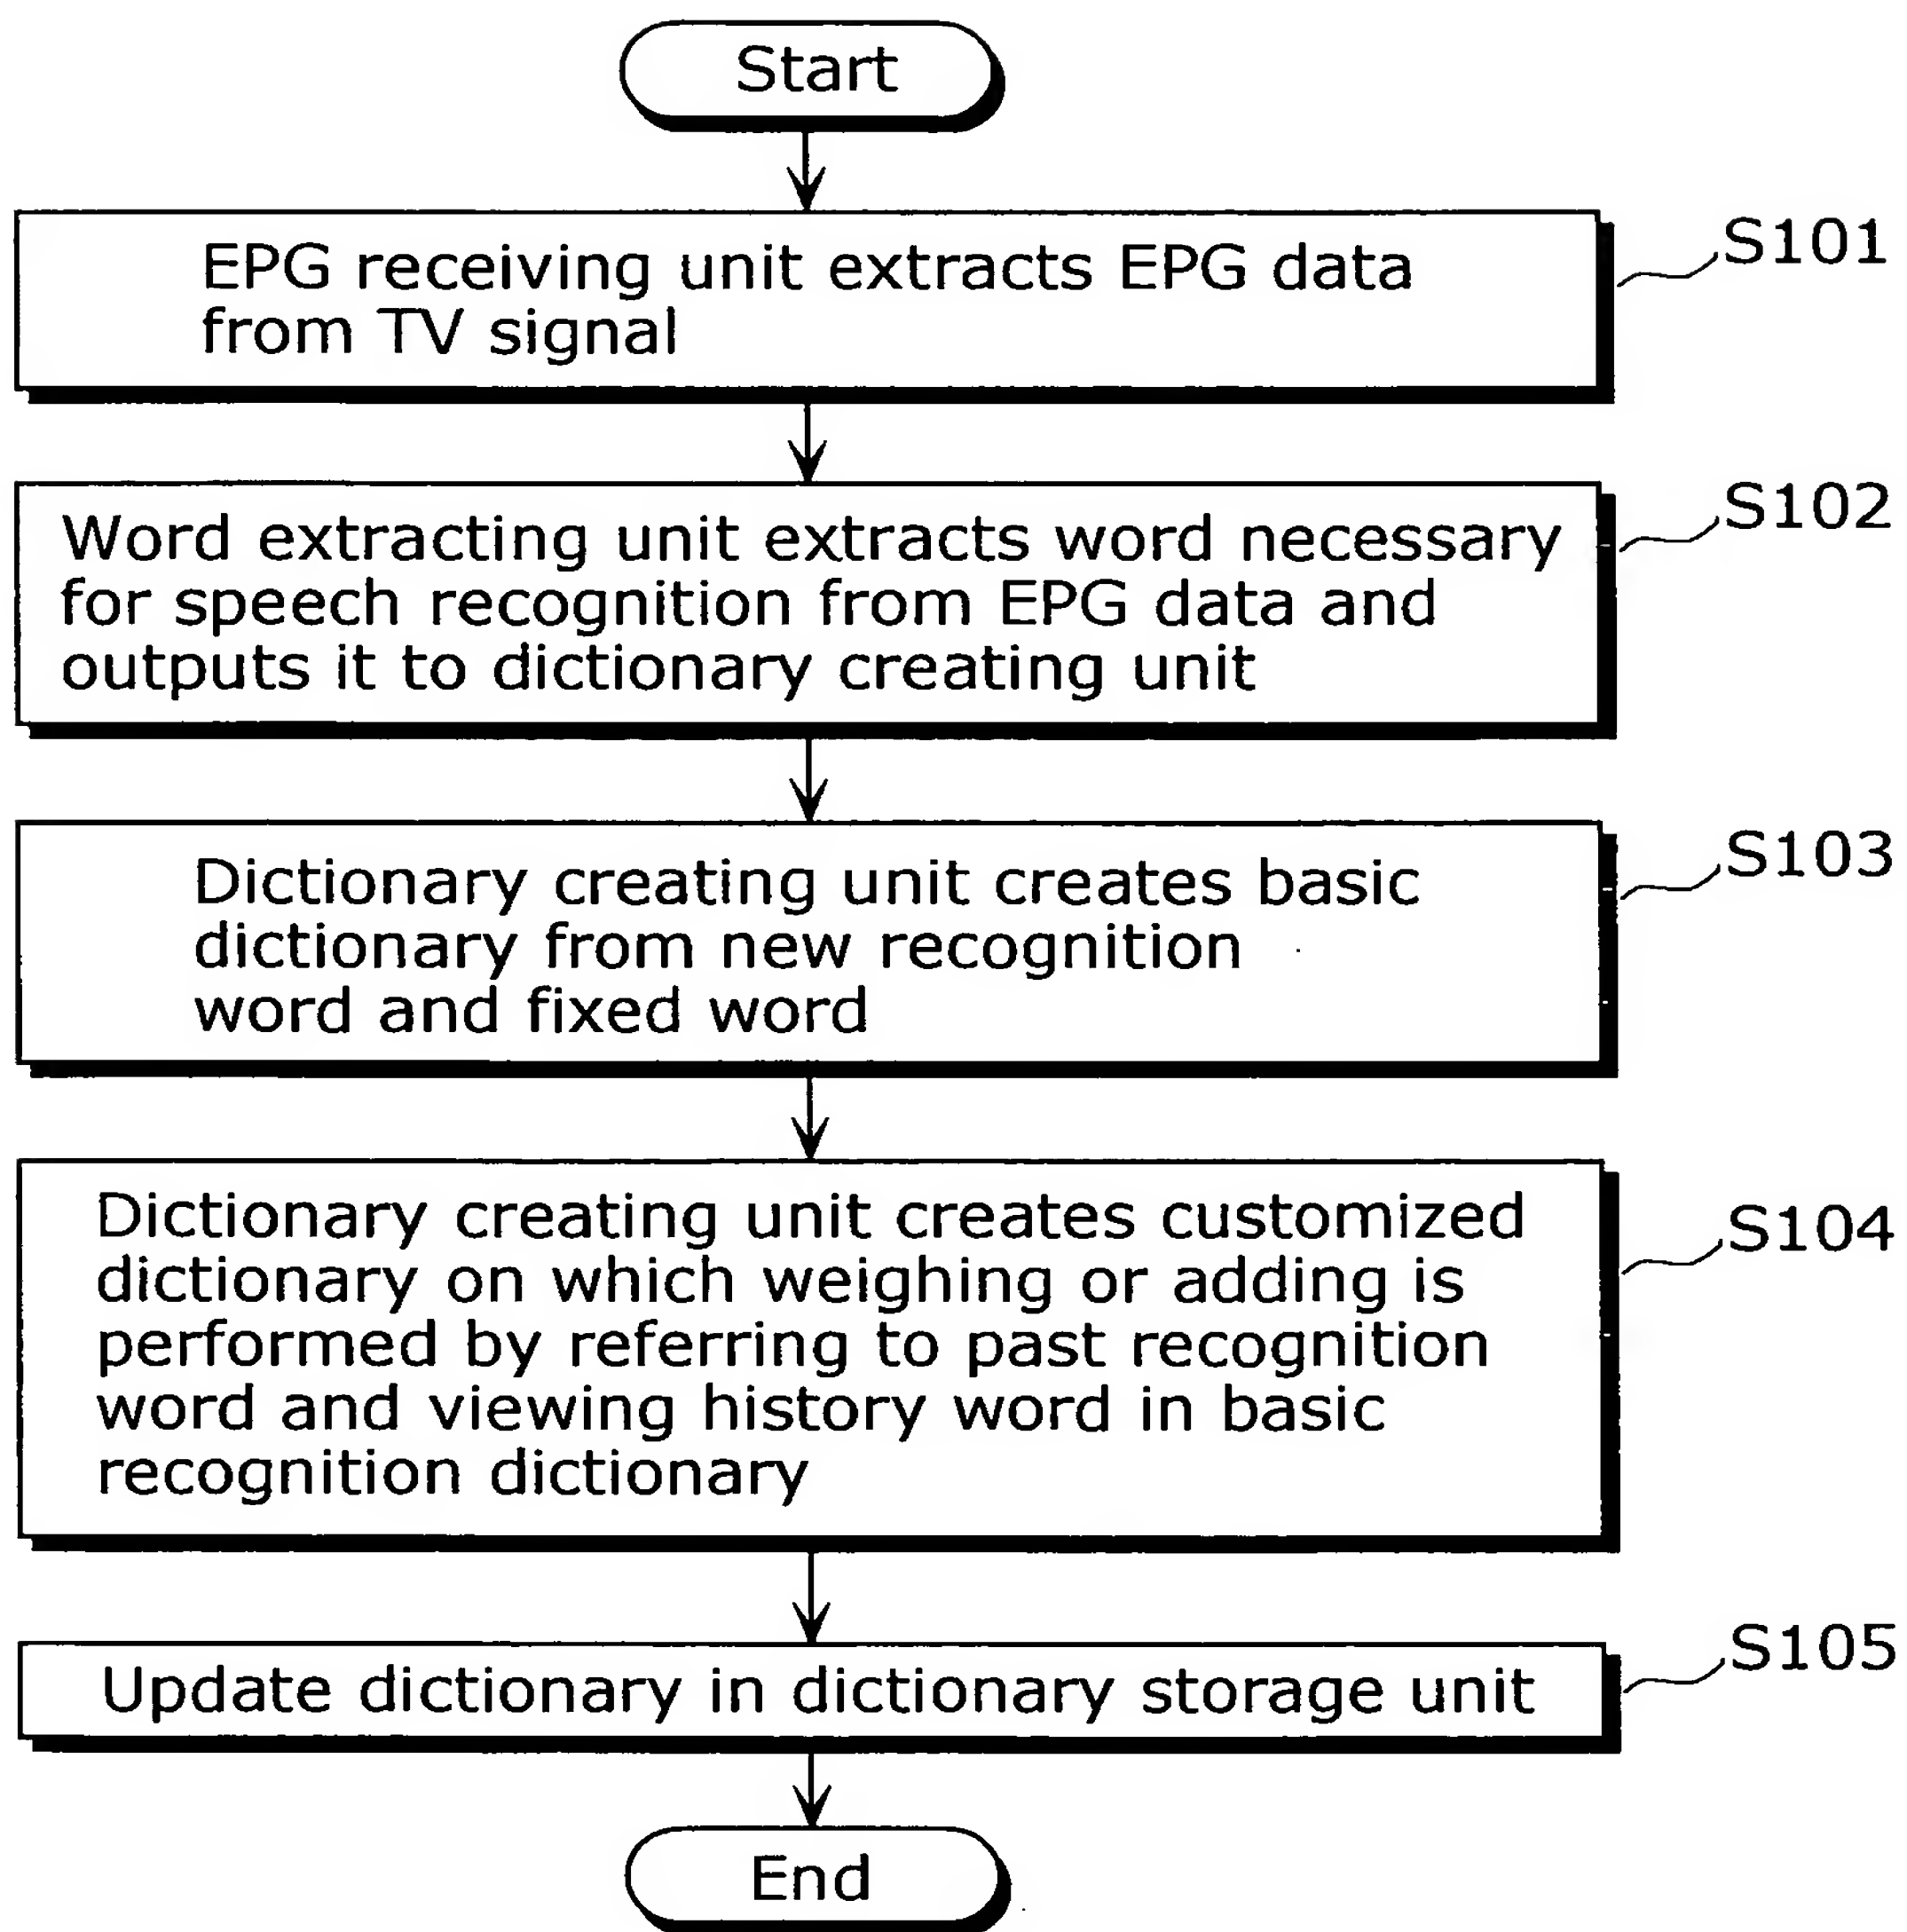 Start
EPG receiving unit extracts EPG data
from TV signal
S101
Word extracting unit extracts word necessary
for speech recognition from EPG data and
outputs it to dictionary creating unit
S102
Dictionary creating unit creates basic
dictionary from new recognition
word and fixed word
S103
Dictionary creating unit creates customized
dictionary on which weighing or adding is
performed by referring to past recognition
word and viewing history word in basic
recognition dictionary
S104
Update dictionary in dictionary storage unit
S105
End